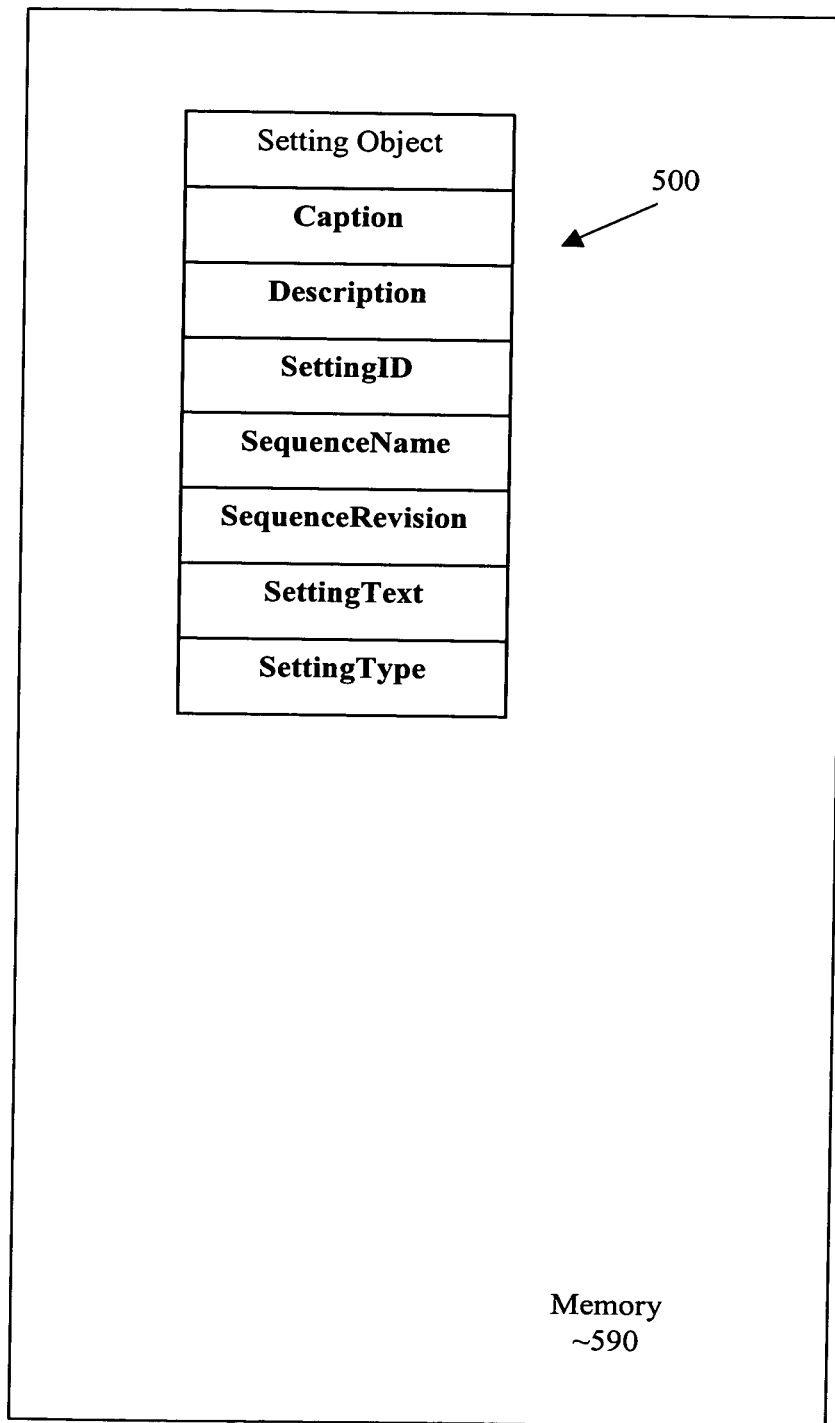 Setting Object
500
Caption
Description
SettingID
SequenceName
SequenceRevision
SettingText
SettingType
Memory
~590